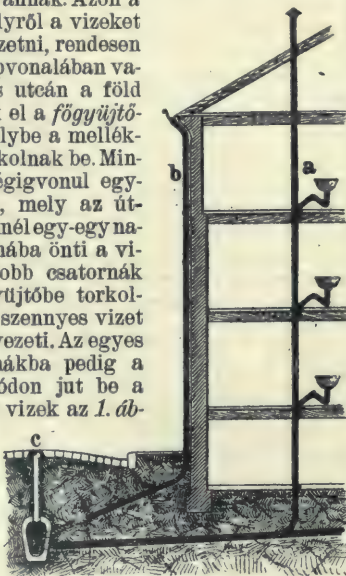 annak. Azon a
lyről a vizeket
zetni, rendesen
ovonalában va-
s utcán a föld
el a főgyüjtő-
lybe a mellék-
kolnak be. Min-
égigvonul egy-
, mely az út-
nél egy-egy na-
nába önti a vi-
obb csatornák
yüjtőbe torkol-
szennyes vizet
vezeti. Az egyes
nákba pedig a
ódon jut be a
vizek az 1. áb-
a
b
c